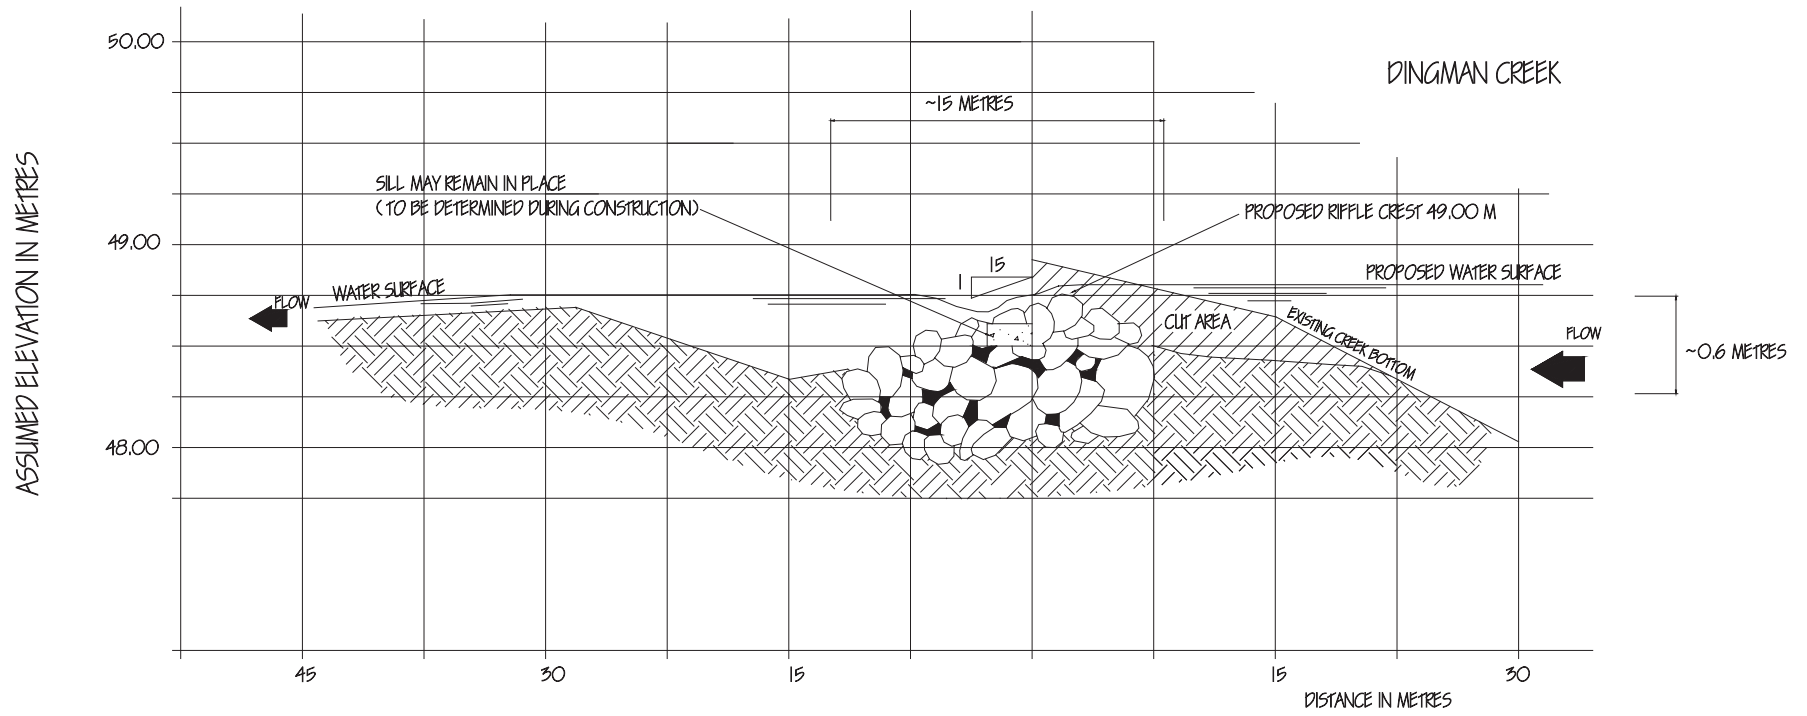 50.00
DINGMAN CREEK
~15 METRES
SILL MAY REMAIN IN PLACE
( TO BE DETERMINED DURING CONSTRUCTION)
PROPOSED RIFFLE CREST 49.00 M
49.00
ASSUMED ELEVATION IN METRES
15
1
PROPOSED WATER SURFACE
WATER SURFACE
FLOW
CUT AREA
EXISTING CREEK BOTTOM
FLOW
~0.6 METRES
48.00
45
30
15
15
30
DISTANCE IN METRES